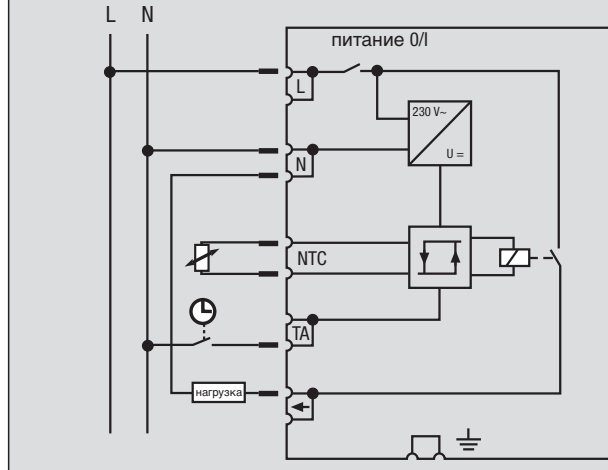 L N
питание 0/I
L
230 V~
U =
N
NTC
TA
нагрузка